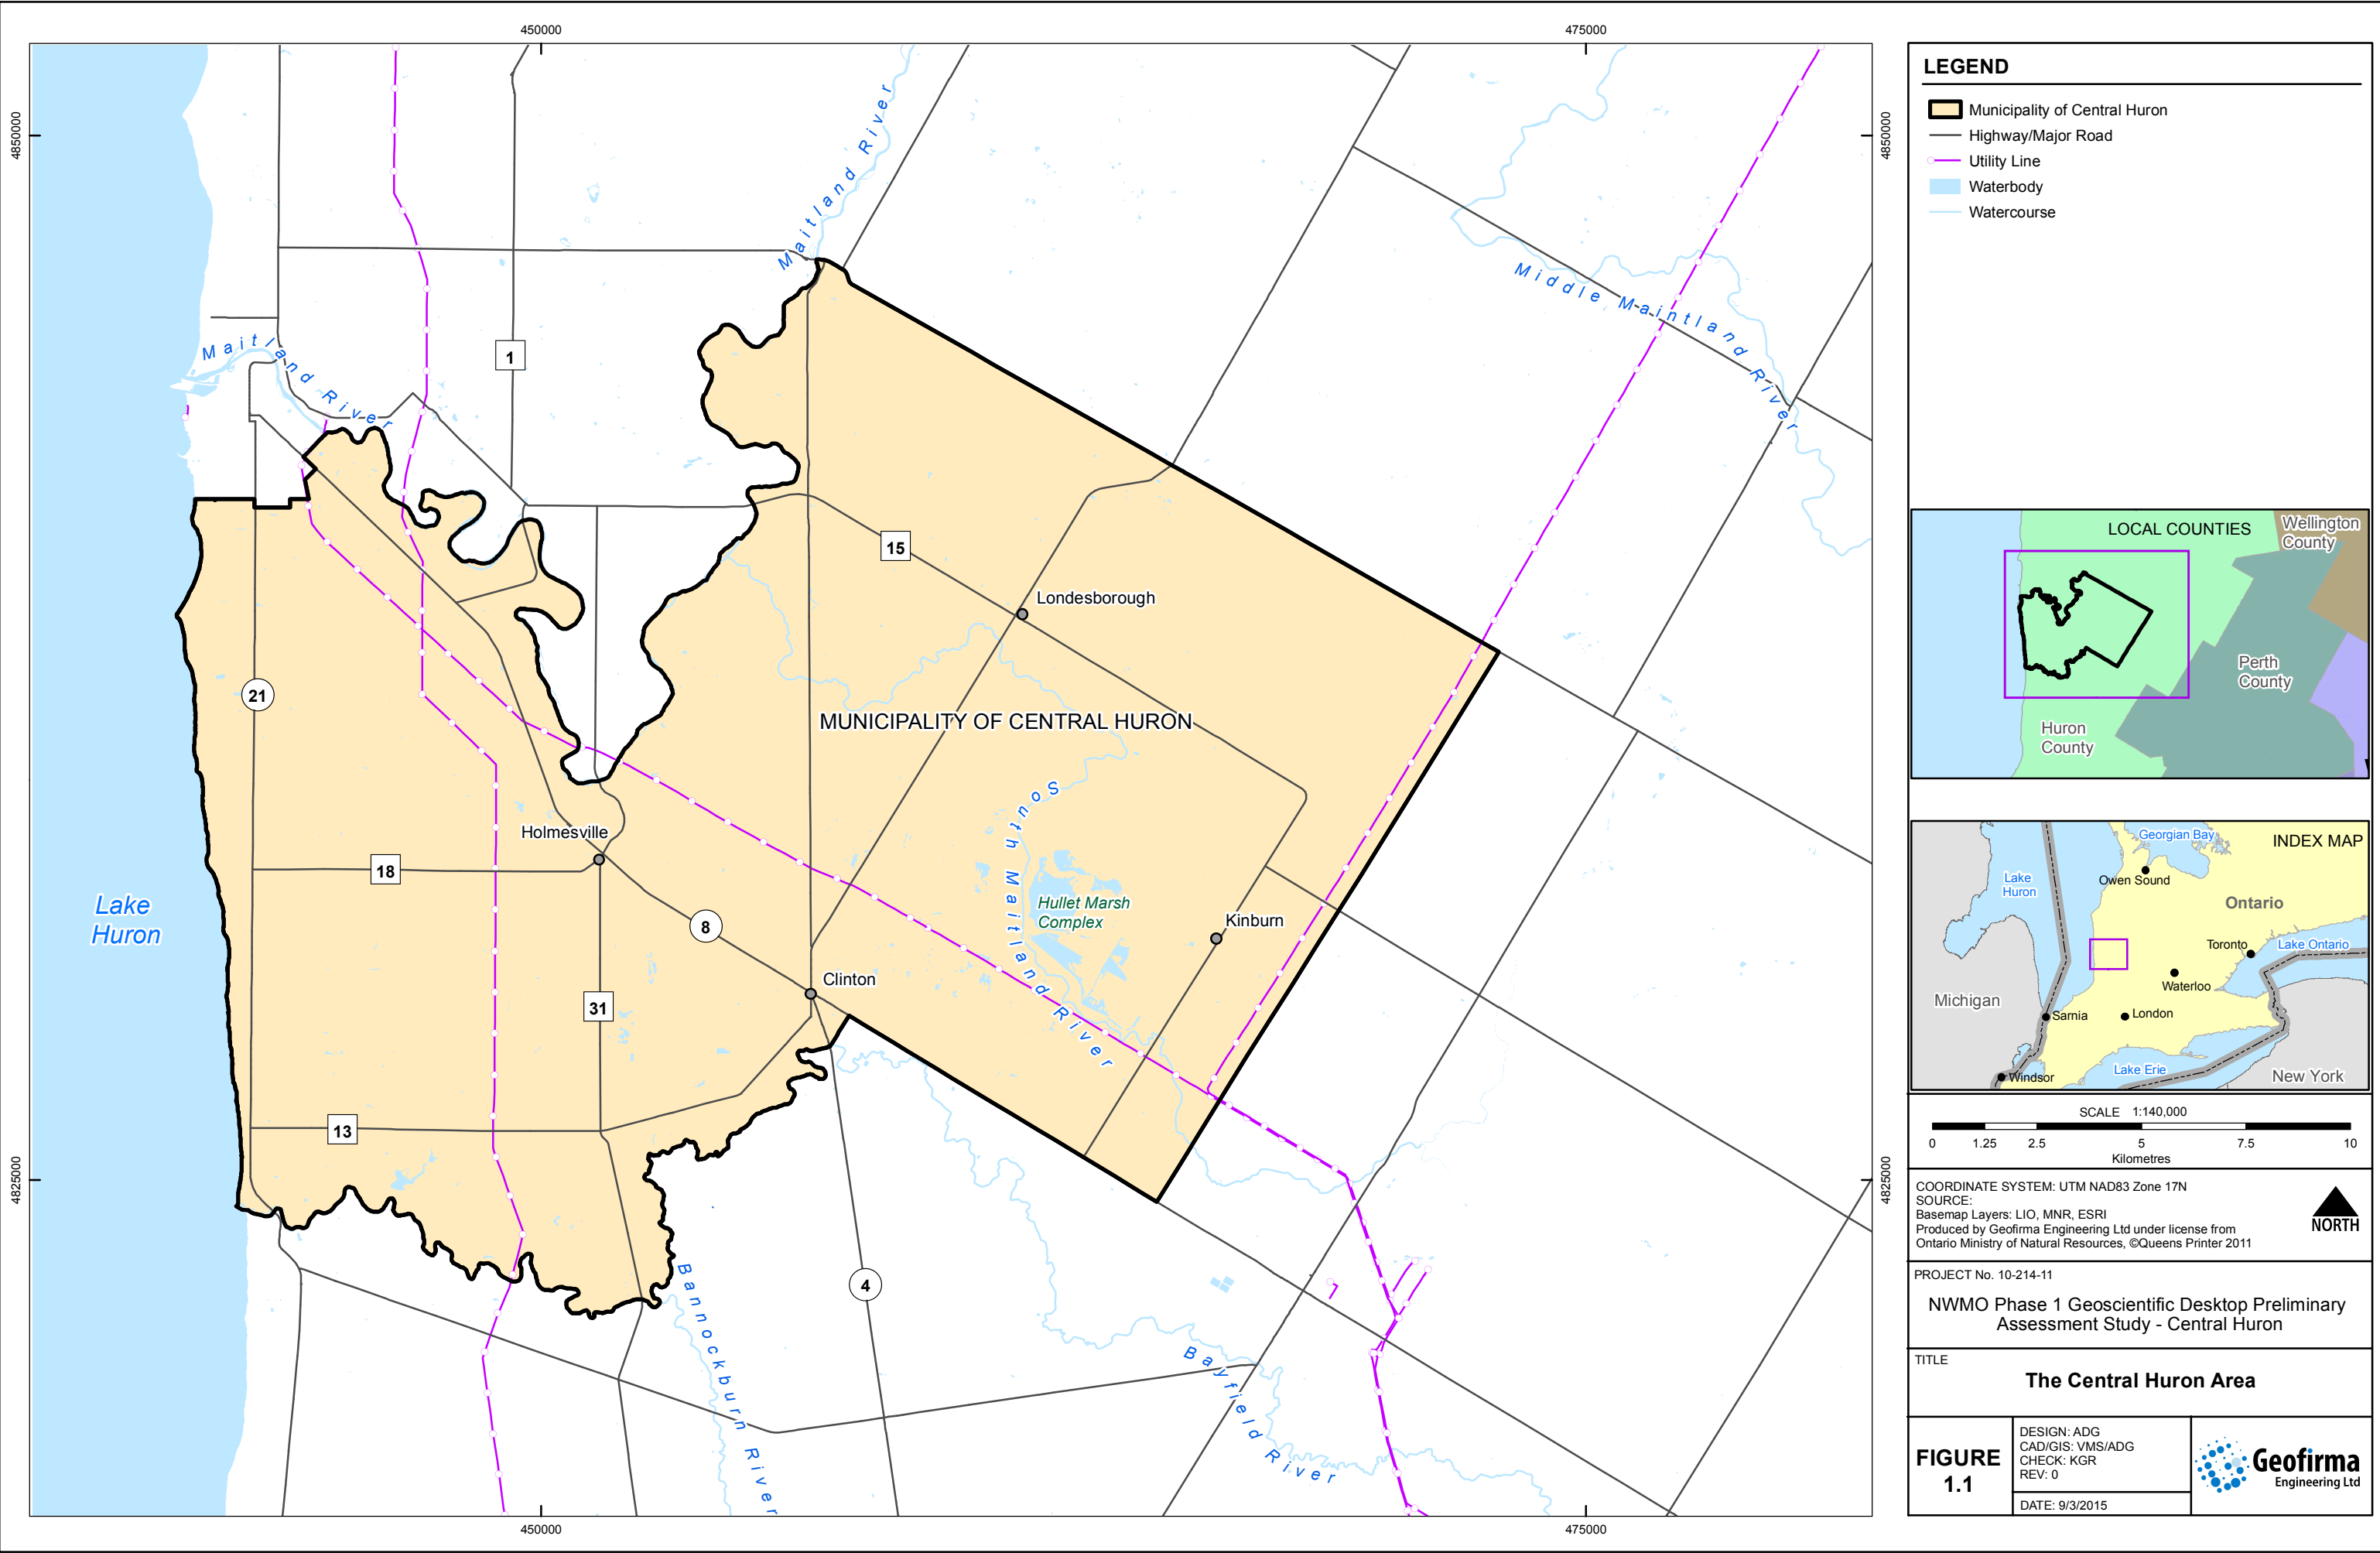 450000
475000
4850000
4850000
4825000
4825000
450000
475000
Maitland River
Maitland River
Middle Maintland River
1
15
21
Londesborough
MUNICIPALITY OF CENTRAL HURON
Holmesville
18
8
South Maitland River
Hullet Marsh
Complex
Kinburn
Lake
Huron
Clinton
31
13
4
Bannockburn River
Bayfield River
LEGEND
Municipality of Central Huron
Highway/Major Road
Utility Line
Waterbody
Watercourse
LOCAL COUNTIES
Wellington
County
Perth
County
Huron
County
INDEX MAP
Georgian Bay
Lake
Huron
Owen Sound
Ontario
Toronto
Lake Ontario
Waterloo
Michigan
Sarnia
London
Lake Erie
Windsor
New York
SCALE 1:140,000
0 1.25 2.5 5 7.5 10
Kilometres
COORDINATE SYSTEM: UTM NAD83 Zone 17N
SOURCE:
Basemap Layers: LIO, MNR, ESRI
Produced by Geofirma Engineering Ltd under license from
Ontario Ministry of Natural Resources, ©Queens Printer 2011
NORTH
PROJECT No. 10-214-11
NWMO Phase 1 Geoscientific Desktop Preliminary
Assessment Study - Central Huron
TITLE
The Central Huron Area
FIGURE
1.1
DESIGN: ADG
CAD/GIS: VMS/ADG
CHECK: KGR
REV: 0
DATE: 9/3/2015
Geofirma
Engineering Ltd